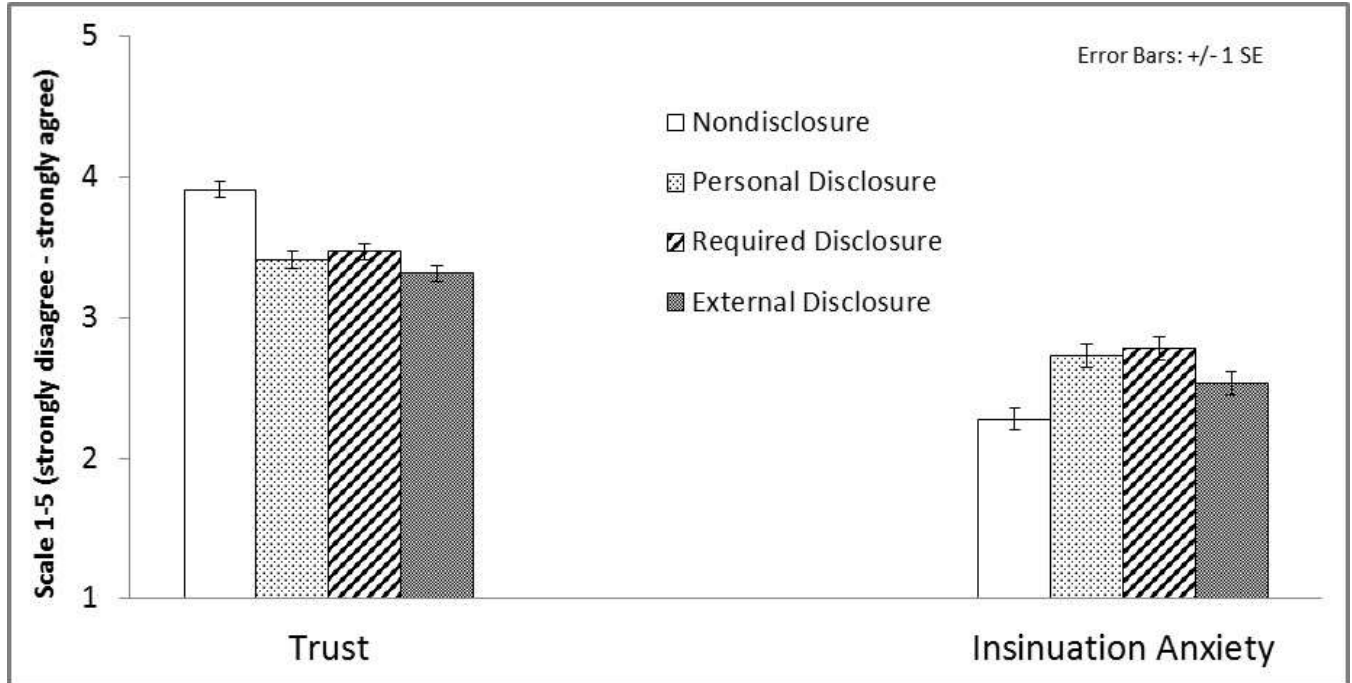 Scale 1-5 (strongly disagree - strongly agree)
5
4
3
2
1
Error Bars: +/- 1 SE
Nondisclosure
Personal Disclosure
Required Disclosure
External Disclosure
Trust
Insinuation Anxiety